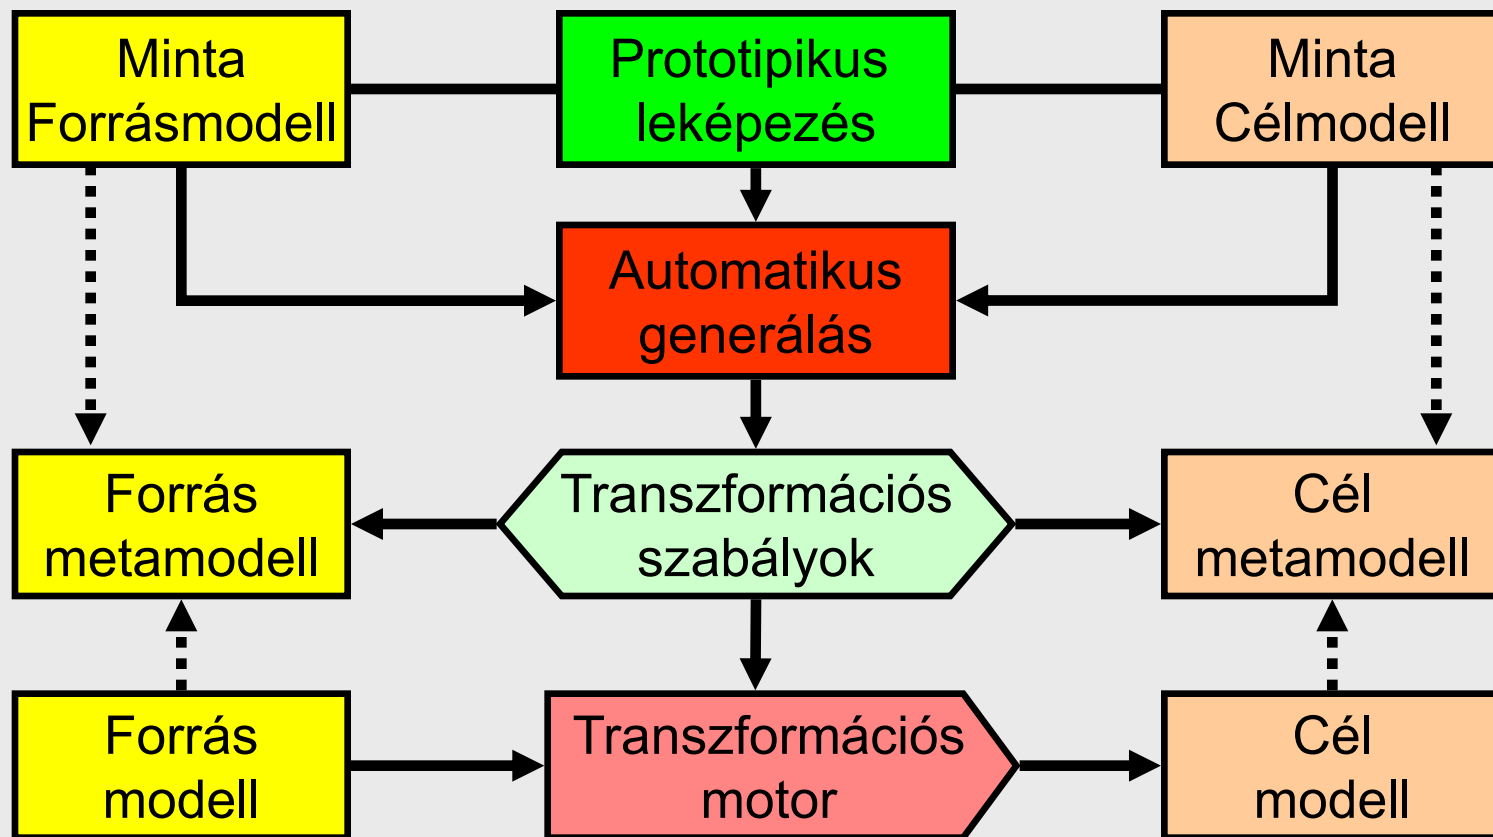 Minta
Forrásmodell
Prototipikus
leképezés
Minta
Célmodell
Automatikus
generálás
Forrás
metamodell
Transzformációs
szabályok
Cél
metamodell
Forrás
modell
Transzformációs
motor
Cél
modell